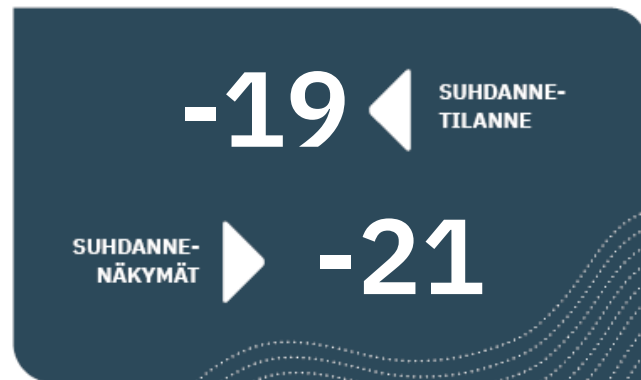 -19
SUHDANNE-
TILANNE
SUHDANNE-
NÄKYMÄT
-21